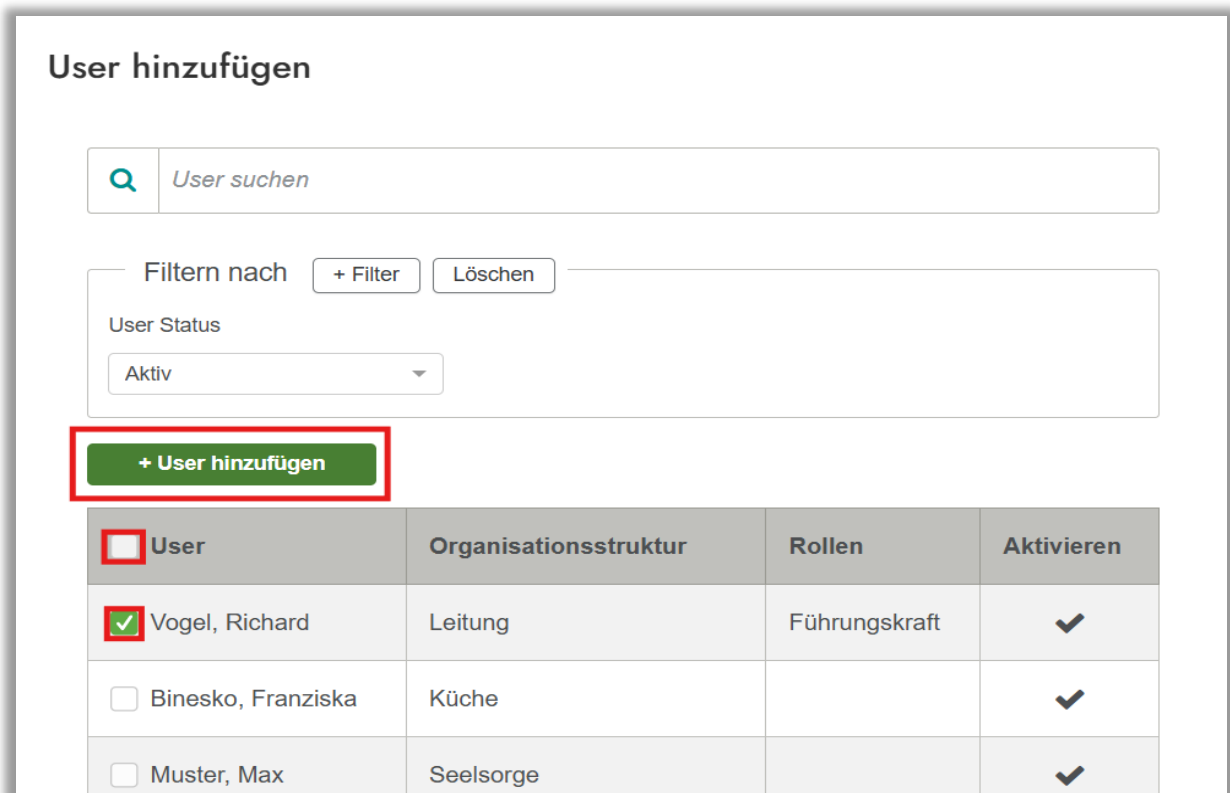 User hinzufügen
User suchen
Filtern nach + Filter Löschen
User Status
Aktiv
+ User hinzufügen
User Organisationsstruktur Rollen Aktivieren
Vogel, Richard Leitung Führungskraft
Binesko, Franziska Küche
Muster, Max Seelsorge